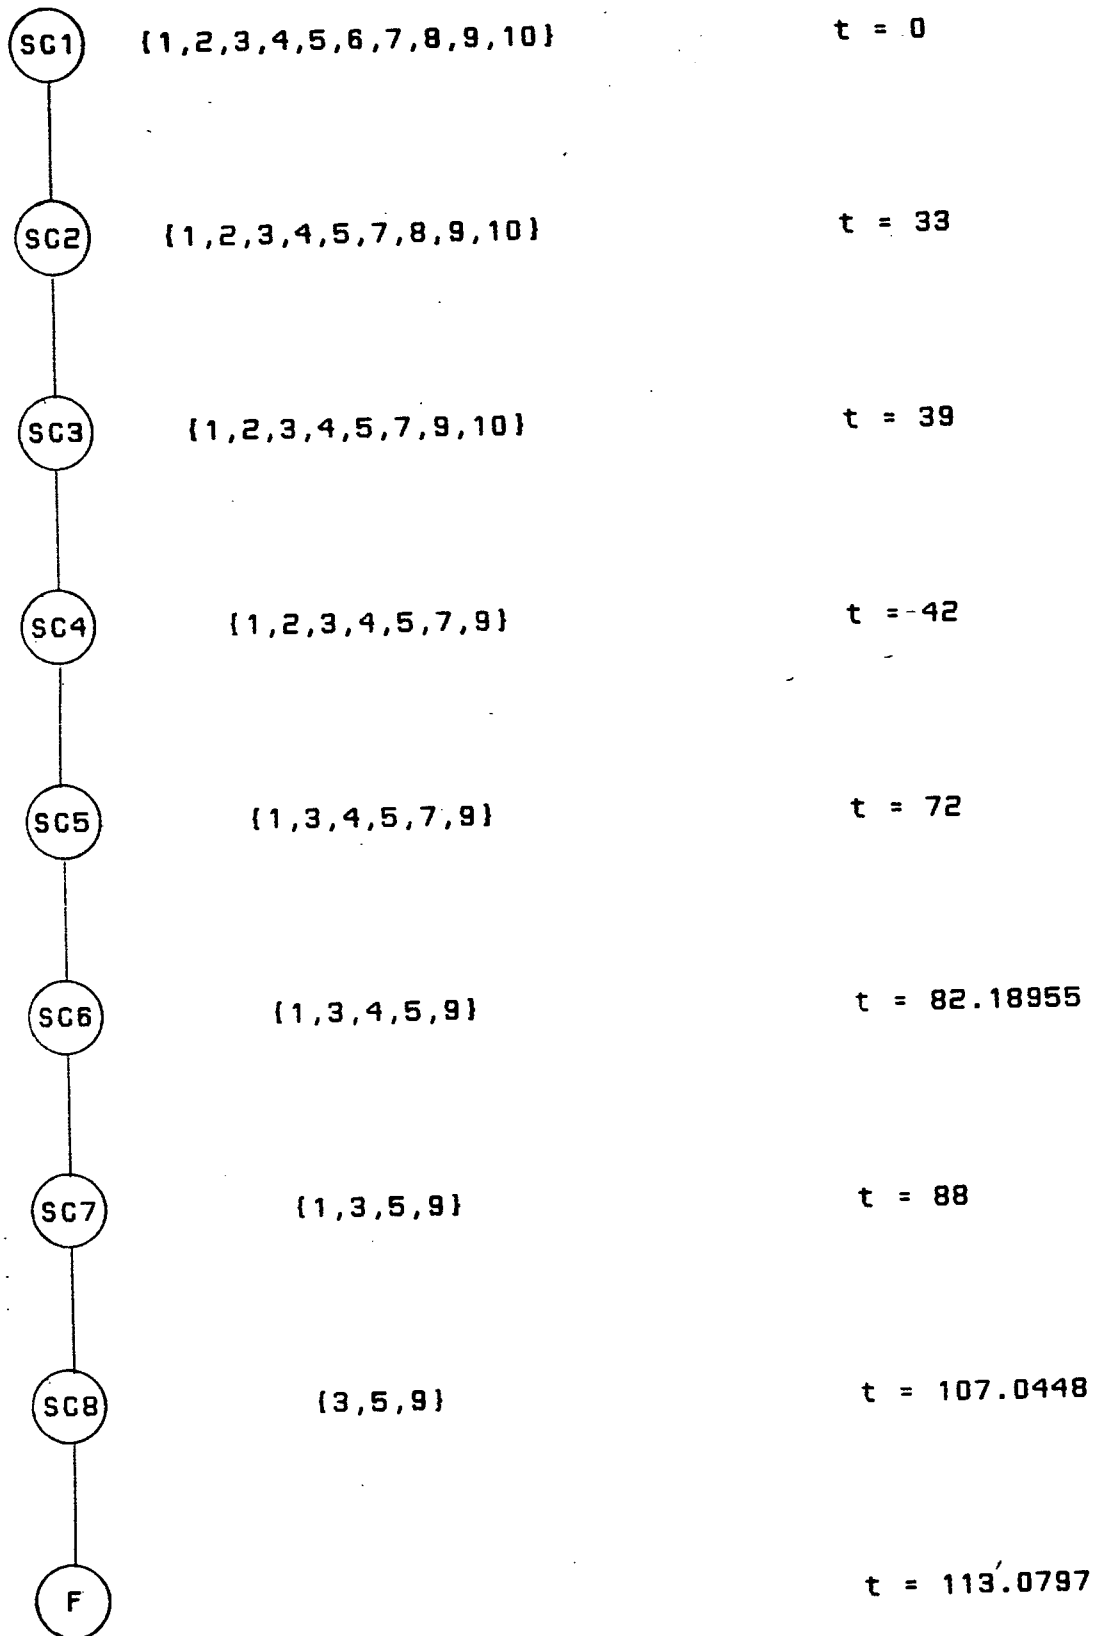 SC1 {1,2,3,4,5,6,7,8,9,10} t = 0
SC2 {1,2,3,4,5,7,8,9,10} t = 33
SC3 {1,2,3,4,5,7,9,10} t = 39
SC4 {1,2,3,4,5,7,9} t = 42
SC5 {1,3,4,5,7,9} t = 72
SC6 {1,3,4,5,9} t = 82.18955
SC7 {1,3,5,9} t = 88
SC8 {3,5,9} t = 107.0448
F t = 113.0797